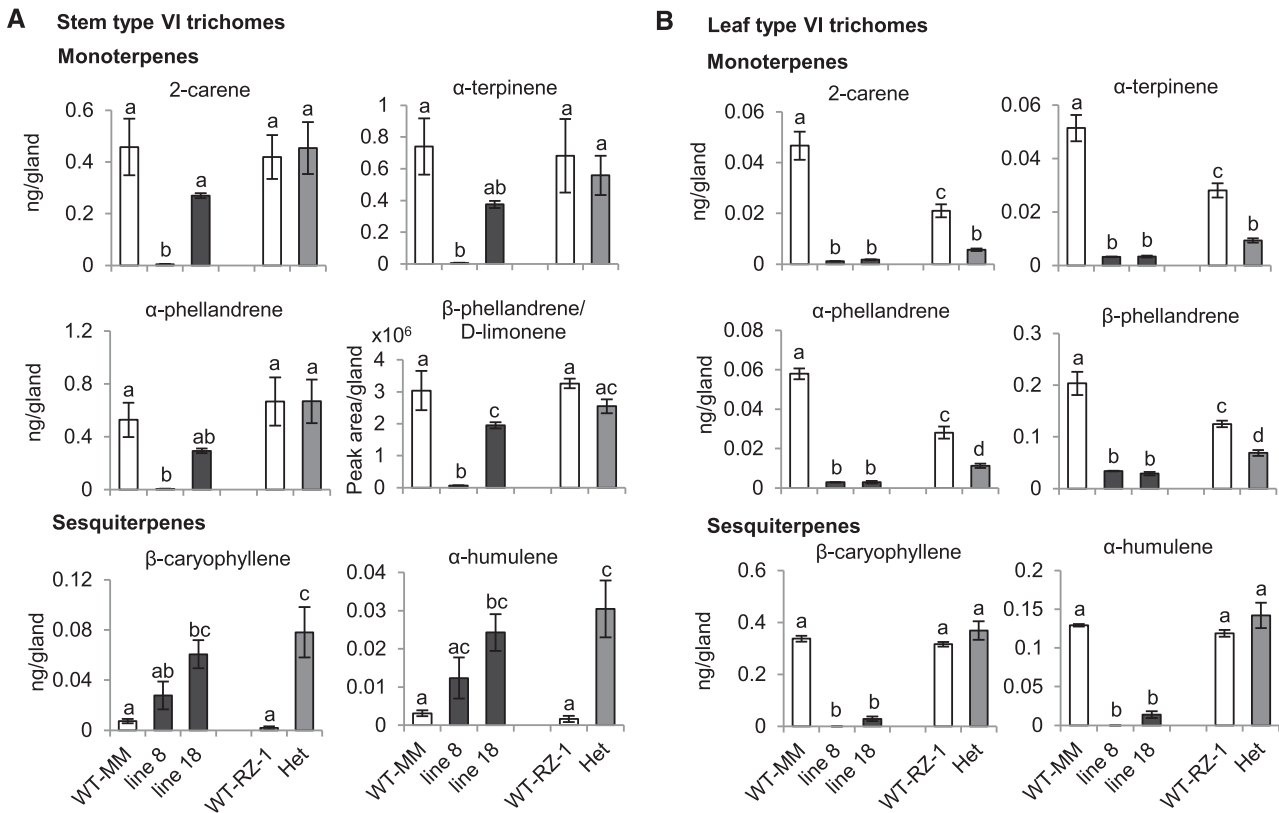 A Stem type VI trichomes
Monoterpenes
2-carene
ng/gland
0.6
0.4
0.2
0
a
b
a
a
a
α-terpinene
1
0.8
0.6
0.4
0.2
0
a
b
ab
a
a
α-phellandrene
ng/gland
1.2
0.8
0.4
0
a
b
ab
a
a
β-phellandrene/
D-limonene
x10⁶
Peak area/gland
4
3
2
1
0
a
b
c
a
ac
Sesquiterpenes
β-caryophyllene
ng/gland
0.12
0.08
0.04
0
a
ab
bc
a
c
WT-MM
line 8
line 18
WT-RZ-1
Het
α-humulene
0.04
0.03
0.02
0.01
0
a
ac
bc
a
c
WT-MM
line 8
line 18
WT-RZ-1
Het
B Leaf type VI trichomes
Monoterpenes
2-carene
ng/gland
0.06
0.04
0.02
0
a
b
b
c
b
α-terpinene
0.06
0.04
0.02
0
a
b
b
c
b
α-phellandrene
ng/gland
0.08
0.06
0.04
0.02
0
a
b
b
c
d
β-phellandrene
0.3
0.2
0.1
0
a
b
b
c
d
Sesquiterpenes
β-caryophyllene
ng/gland
0.6
0.4
0.2
0
a
b
b
a
a
WT-MM
line 8
line 18
WT-RZ-1
Het
α-humulene
0.2
0.15
0.1
0.05
0
a
b
b
a
a
WT-MM
line 8
line 18
WT-RZ-1
Het